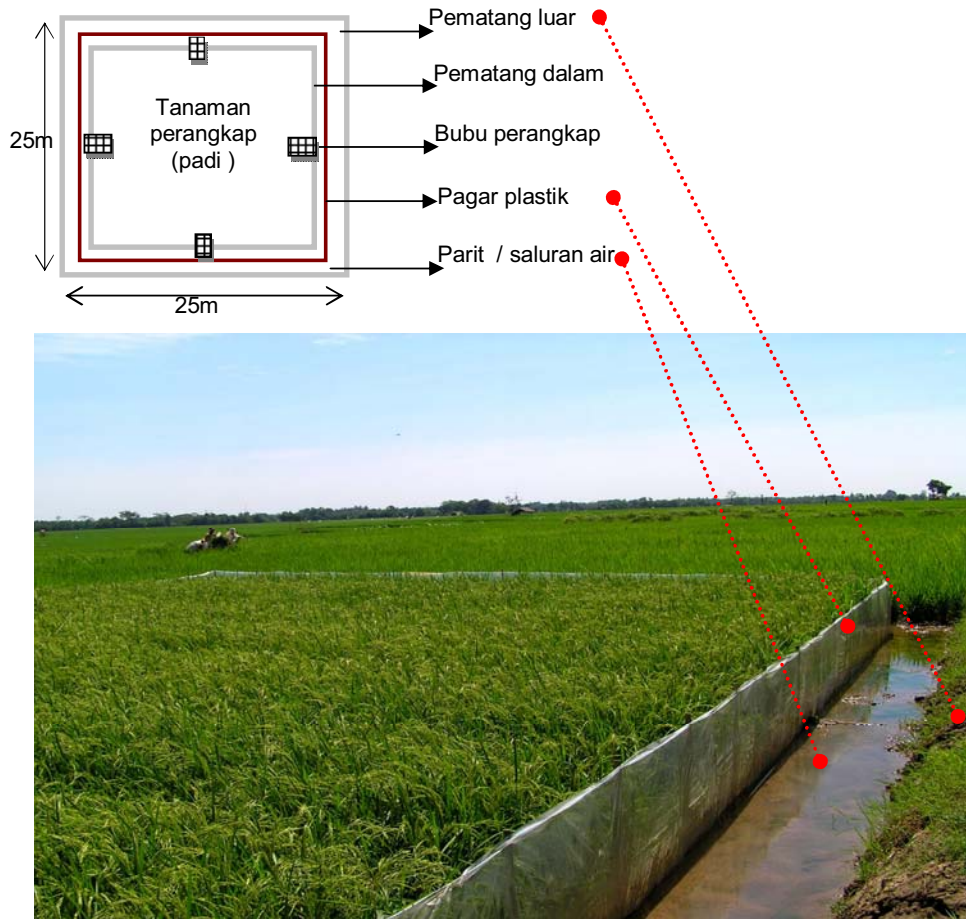 Pematang luar
Pematang dalam
Tanaman
perangkap
(padi )
25m
Bubu perangkap
Pagar plastik
Parit / saluran air
25m